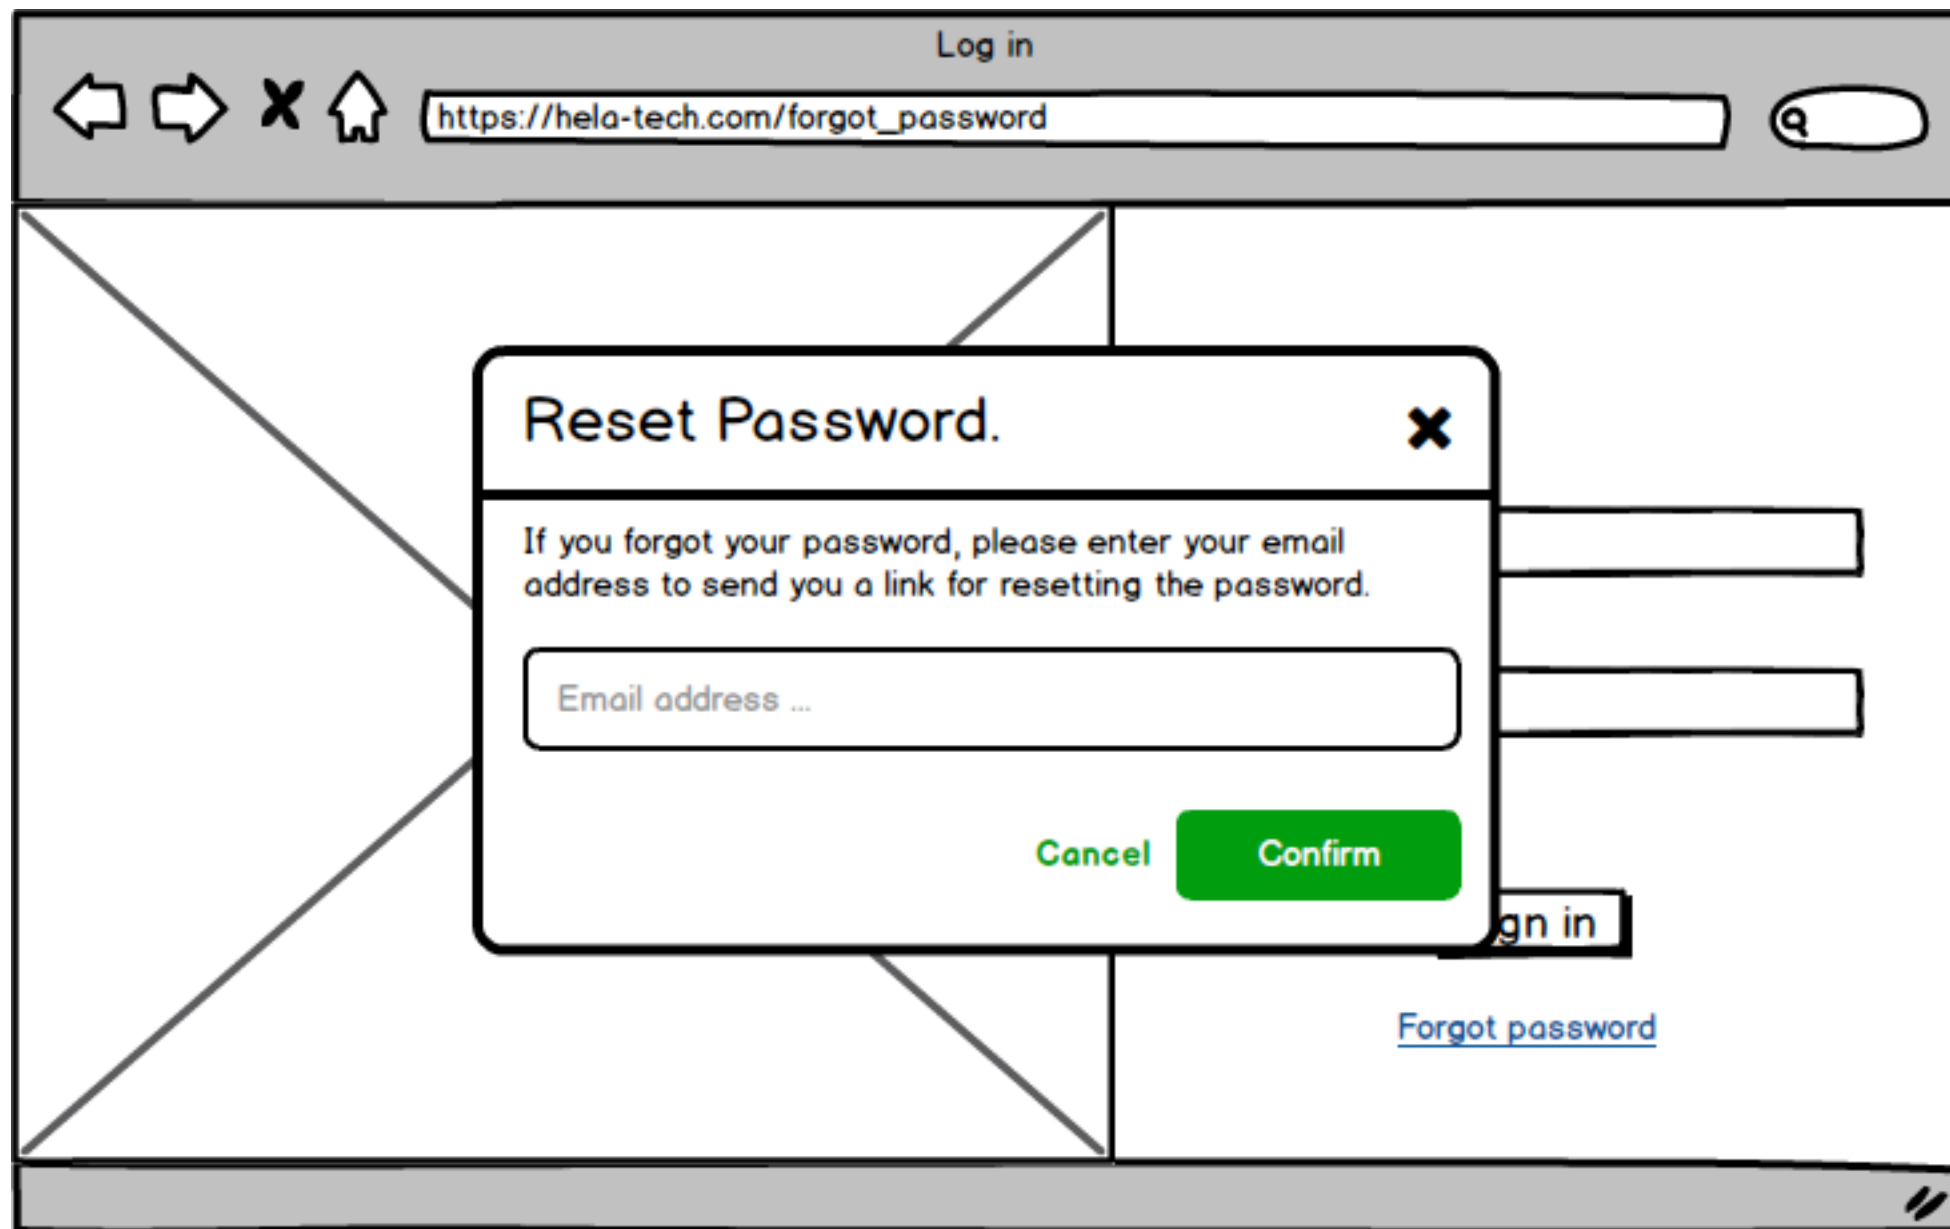 Log in
https://hela-tech.com/forgot_password
Reset Password.
If you forgot your password, please enter your email
address to send you a link for resetting the password.
Email address ...
Cancel
Confirm
gn in
Forgot password